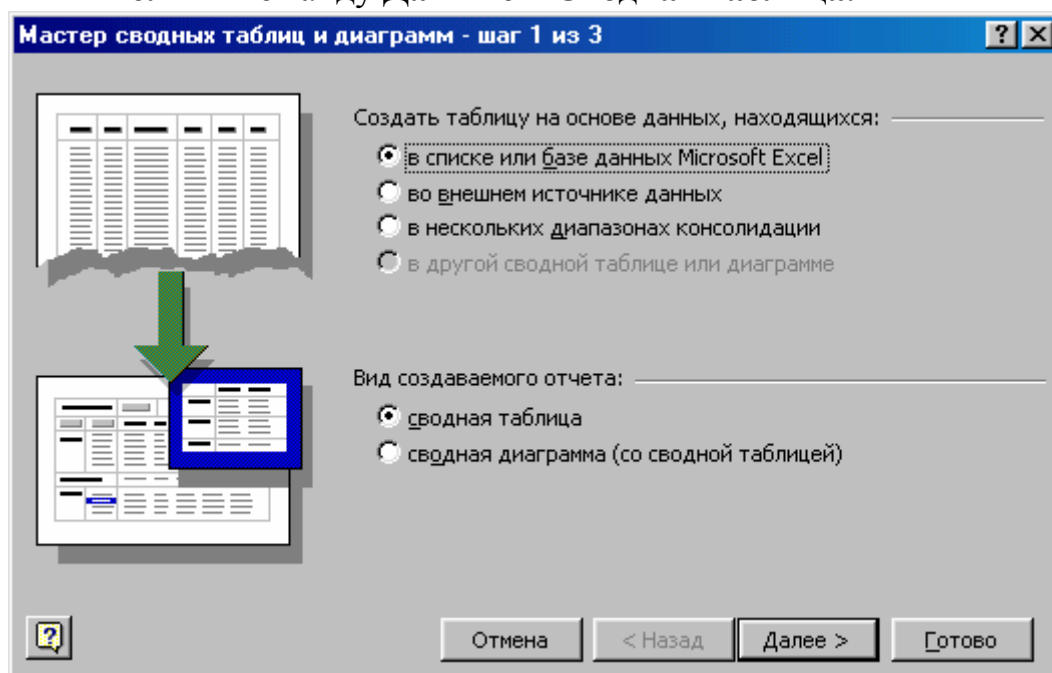 Мастер сводных таблиц и диаграмм - шаг 1 из 3
Создать таблицу на основе данных, находящихся:
в списке или базе данных Microsoft Excel
во внешнем источнике данных
в нескольких диапазонах консолидации
в другой сводной таблице или диаграмме
Вид создаваемого отчета:
сводная таблица
сводная диаграмма (со сводной таблицей)
Отмена < Назад Далее > Готово